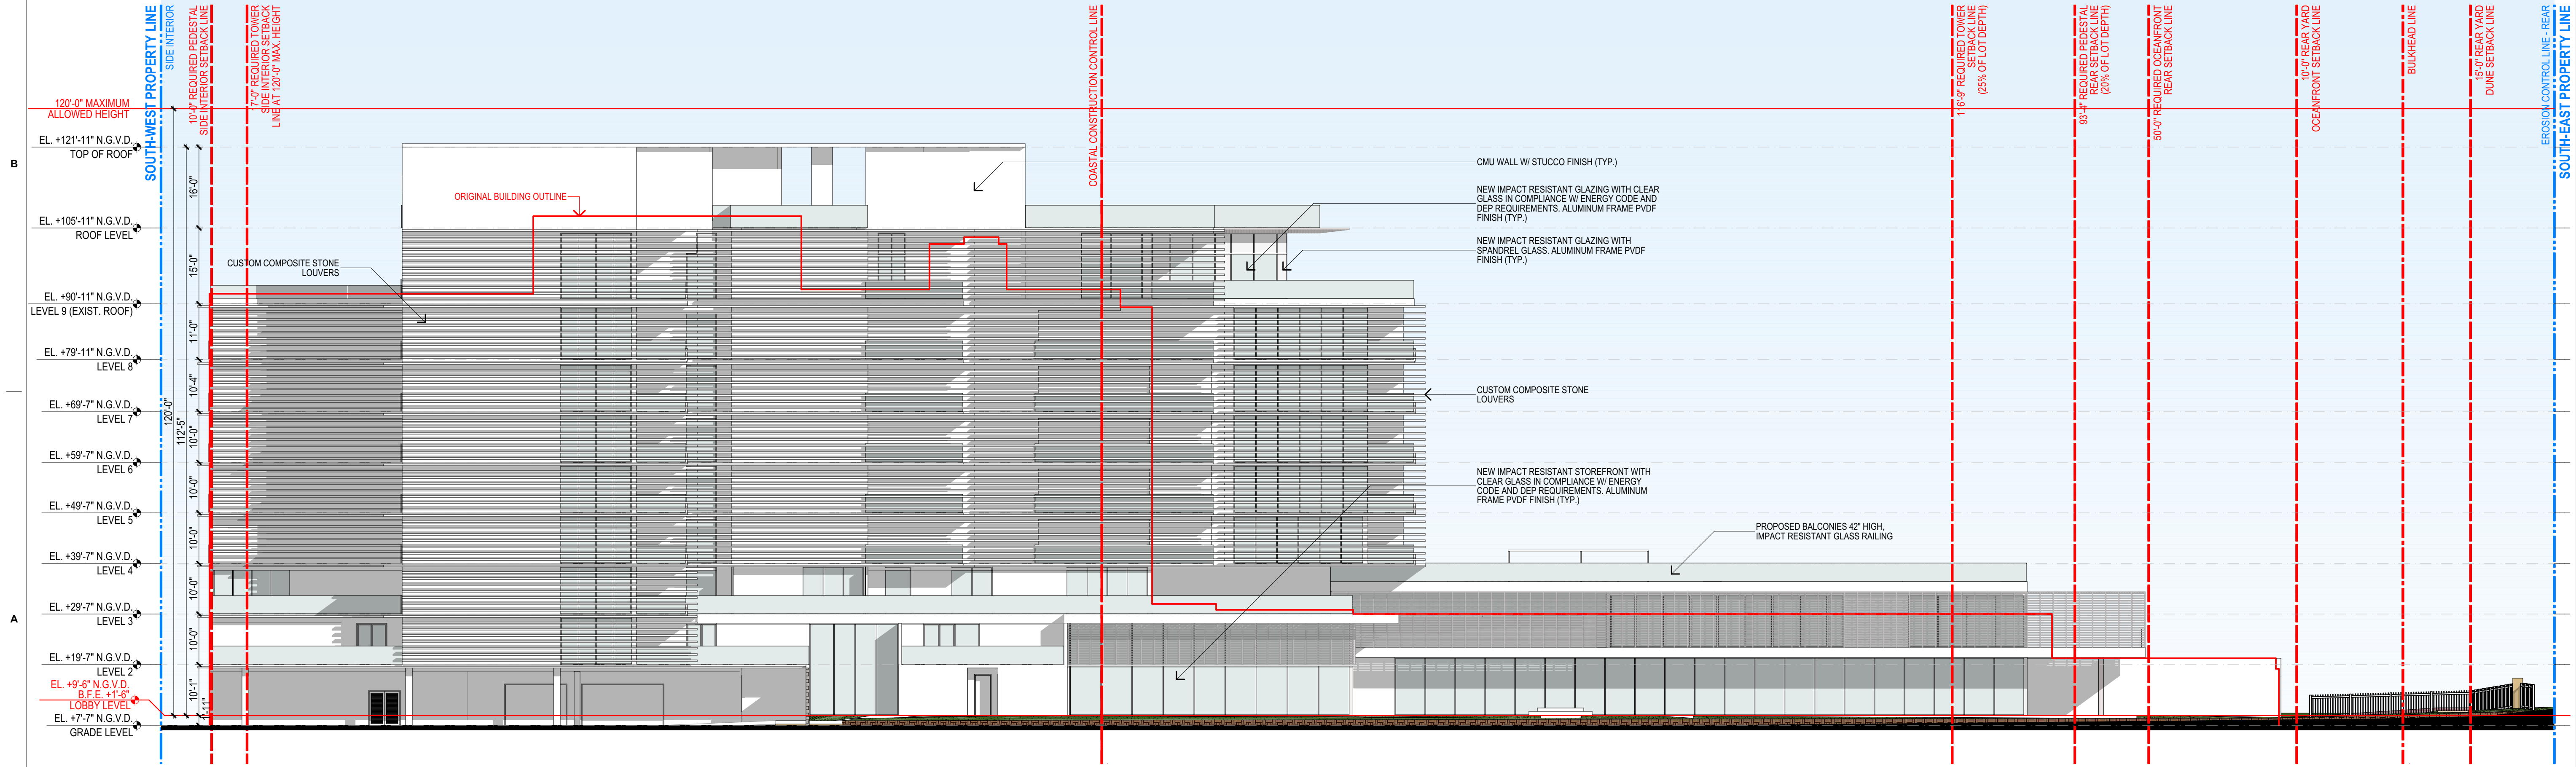 SOUTH-WEST PROPERTY LINE
SIDE INTERIOR
10'-0" REQUIRED PEDESTAL
SIDE INTERIOR SETBACK LINE
17'-0" REQUIRED TOWER
SIDE INTERIOR SETBACK
LINE AT 120'-0" MAX. HEIGHT
COASTAL CONSTRUCTION CONTROL LINE
116'-9" REQUIRED TOWER
SETBACK LINE
(25% OF LOT DEPTH)
93'-4" REQUIRED PEDESTAL
REAR SETBACK LINE
(20% OF LOT DEPTH)
50'-0" REQUIRED OCEANFRONT
REAR SETBACK LINE
10'-0" REAR YARD
OCEANFRONT SETBACK LINE
BULKHEAD LINE
15'-0" REAR YARD
DUNE SETBACK LINE
EROSION CONTROL LINE - REAR
SOUTH-EAST PROPERTY LINE
120'-0" MAXIMUM
ALLOWED HEIGHT
EL. +121'-11" N.G.V.D.
TOP OF ROOF
B
EL. +105'-11" N.G.V.D.
ROOF LEVEL
EL. +90'-11" N.G.V.D.
LEVEL 9 (EXIST. ROOF)
EL. +79'-11" N.G.V.D.
LEVEL 8
EL. +69'-7" N.G.V.D.
LEVEL 7
EL. +59'-7" N.G.V.D.
LEVEL 6
EL. +49'-7" N.G.V.D.
LEVEL 5
EL. +39'-7" N.G.V.D.
LEVEL 4
EL. +29'-7" N.G.V.D.
LEVEL 3
A
EL. +19'-7" N.G.V.D.
LEVEL 2
EL. +9'-6" N.G.V.D.
B.F.E. +1'-6"
LOBBY LEVEL
EL. +7'-7" N.G.V.D.
GRADE LEVEL
120'-0"
112'-5"
16'-0"
15'-0"
11'-0"
10'-4"
10'-0"
10'-0"
10'-0"
10'-0"
10'-0"
10'-1"
1'-11"
ORIGINAL BUILDING OUTLINE
CUSTOM COMPOSITE STONE
LOUVERS
CMU WALL W/ STUCCO FINISH (TYP.)
NEW IMPACT RESISTANT GLAZING WITH CLEAR
GLASS IN COMPLIANCE W/ ENERGY CODE AND
DEP REQUIREMENTS. ALUMINUM FRAME PVDF
FINISH (TYP.)
NEW IMPACT RESISTANT GLAZING WITH
SPANDREL GLASS. ALUMINUM FRAME PVDF
FINISH (TYP.)
CUSTOM COMPOSITE STONE
LOUVERS
NEW IMPACT RESISTANT STOREFRONT WITH
CLEAR GLASS IN COMPLIANCE W/ ENERGY
CODE AND DEP REQUIREMENTS. ALUMINUM
FRAME PVDF FINISH (TYP.)
PROPOSED BALCONIES 42" HIGH,
IMPACT RESISTANT GLASS RAILING